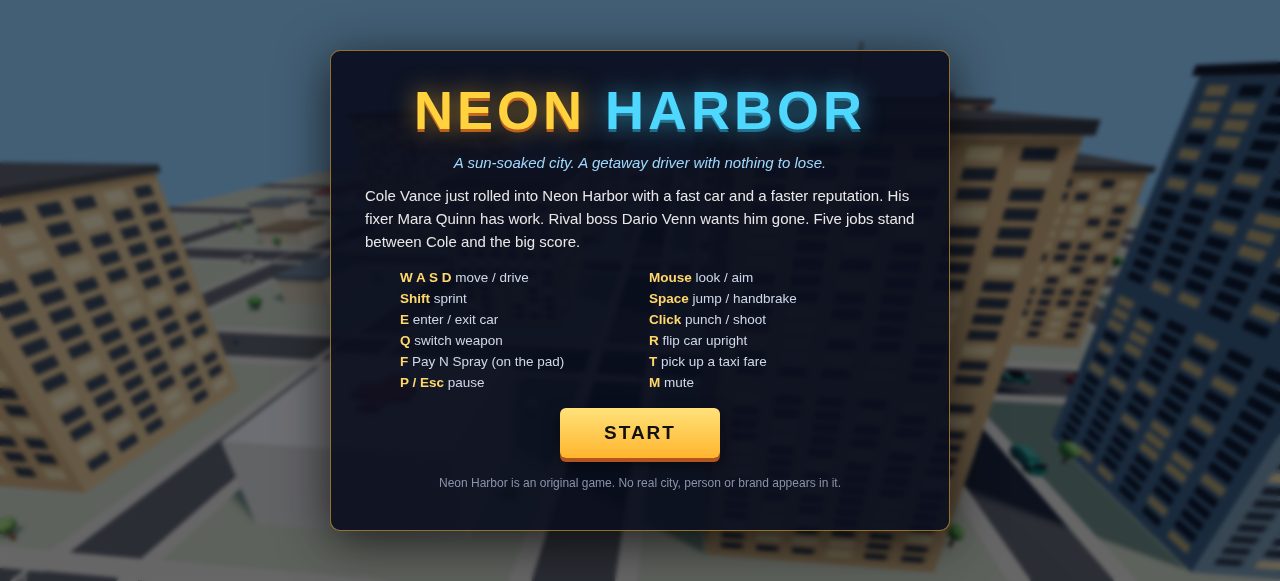 NEON HARBOR
A sun-soaked city. A getaway driver with nothing to lose.
Cole Vance just rolled into Neon Harbor with a fast car and a faster reputation. His
fixer Mara Quinn has work. Rival boss Dario Venn wants him gone. Five jobs stand
between Cole and the big score.
W A S D move / drive
Mouse look / aim
Shift sprint
Space jump / handbrake
E enter / exit car
Click punch / shoot
Q switch weapon
R flip car upright
F Pay N Spray (on the pad)
T pick up a taxi fare
P / Esc pause
M mute
START
Neon Harbor is an original game. No real city, person or brand appears in it.